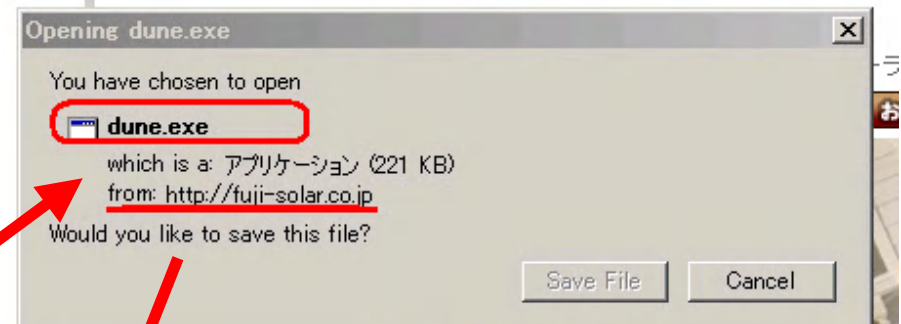 Opening dune.exe
You have chosen to open
dune.exe
which is a: アプリケーション (221 KB)
from: http://fuji-solar.co.jp
Would you like to save this file?
Save File
Cancel
お